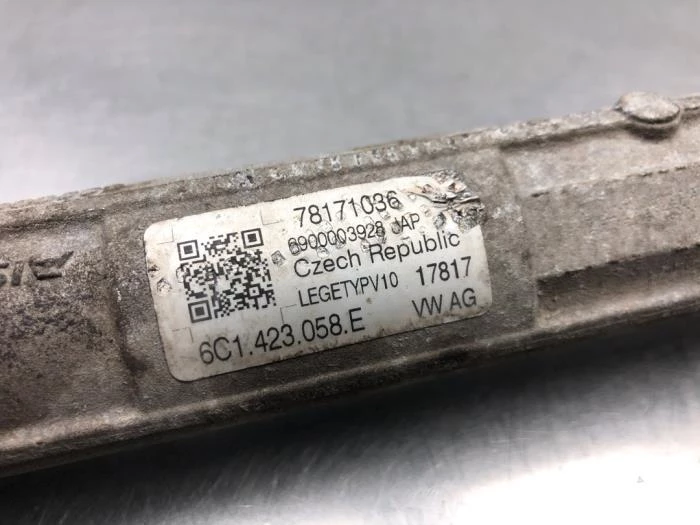 78171036
6900003928 JAP
Czech Republic
LEGETYPV10 17817
6C1.423.058.E VW AG